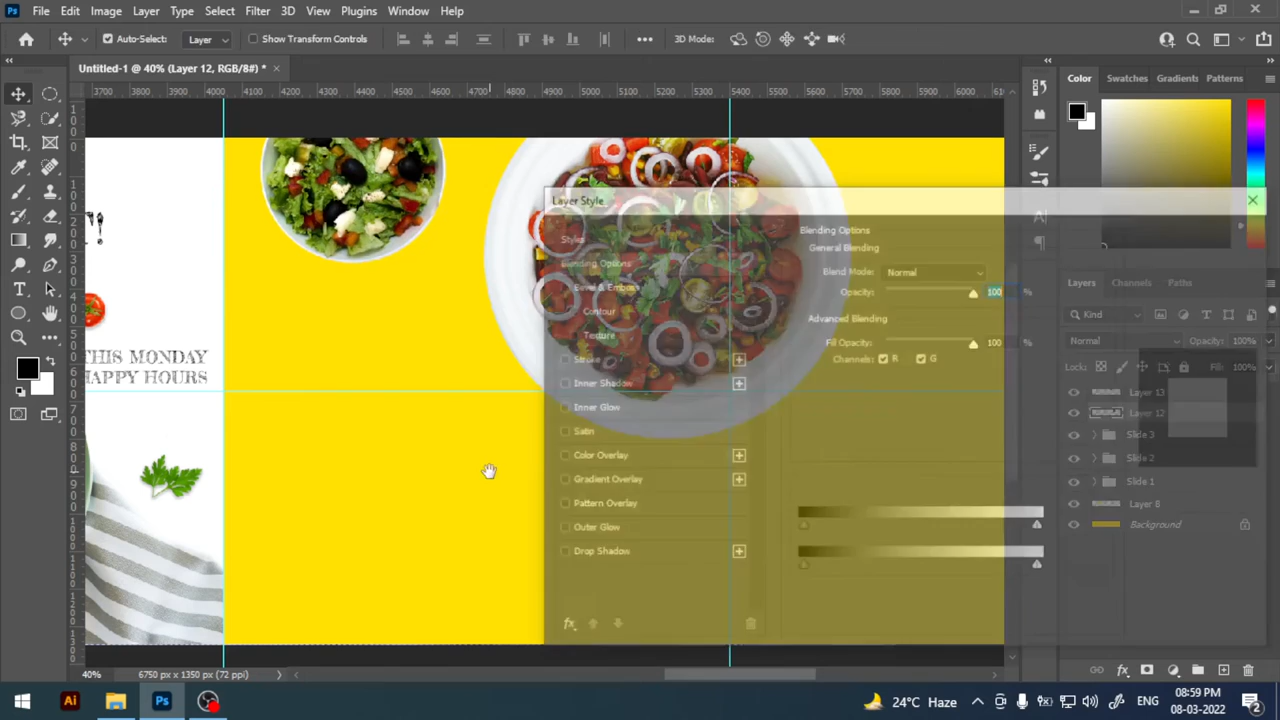 Ps File Edit Image Layer Type Select Filter 3D View Plugins Window Help
Auto-Select: Layer Show Transform Controls 3D Mode:
Untitled-1 @ 40% (Layer 12, RGB/8#) * ×
3700 3800 3900 4000 4100 4200 4300 4400 4500 4600 4700 4800 4900 5000 5100 5200 5300 5400 5500 5600 5700 5800 5900 6000
Color Swatches Gradients Patterns
Layer Style
Styles
Blending Options
Bevel & Emboss
Contour
Texture
Stroke
Inner Shadow
Inner Glow
Satin
Color Overlay
Gradient Overlay
Pattern Overlay
Outer Glow
Drop Shadow
fx
Blending Options
General Blending
Blend Mode: Normal
Opacity: 100 %
Advanced Blending
Fill Opacity: 100 %
Channels: R G
THIS MONDAY
HAPPY HOURS
Layers Channels Paths
Kind
Normal Opacity: 100%
Lock: Fill: 100%
Layer 13
Layer 12
Slide 3
Slide 2
Slide 1
Layer 8
Background
fx
40% 6750 px x 1350 px (72 ppi)
Ai Ps
24°C Haze
ENG
08:59 PM
08-03-2022
2